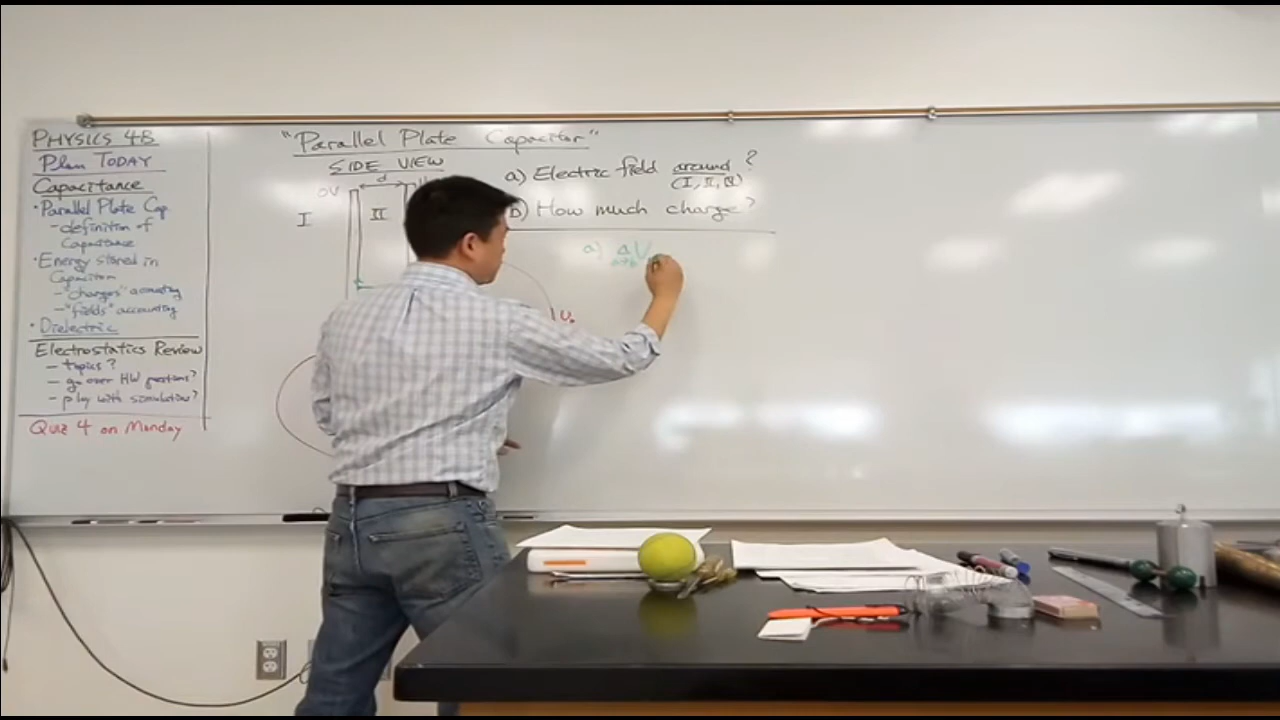 PHYSICS 4B
Plan TODAY
Capacitance
• Parallel Plate Cap
- definition of
Capacitance
• Energy stored in
Capacitor
- "charges" accounting
- "fields" accounting
• Dielectric
Electrostatics Review
- topics?
- go over HW questions?
- play with simulation?
Quiz 4 on Monday
"Parallel Plate Capacitor"
SIDE VIEW
0V
d
I
II
V₀
a) Electric field around?
(I, II, III)
b) How much charge?
a) ΔV
a→b